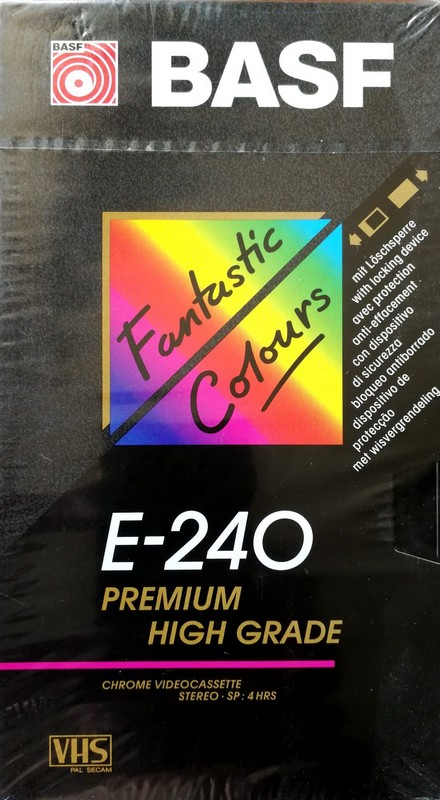 BASF
BASF
Fantastic
Colours
mit Löschsperre
with locking device
avec protection
anti-effacement
con dispositivo
di sicurezza
bloqueo antiborrado
dispositivo de
protecção
met wisvergrendeling
E-240
PREMIUM
HIGH GRADE
CHROME VIDEOCASSETTE
STEREO · SP: 4 HRS
VHS
PAL SECAM